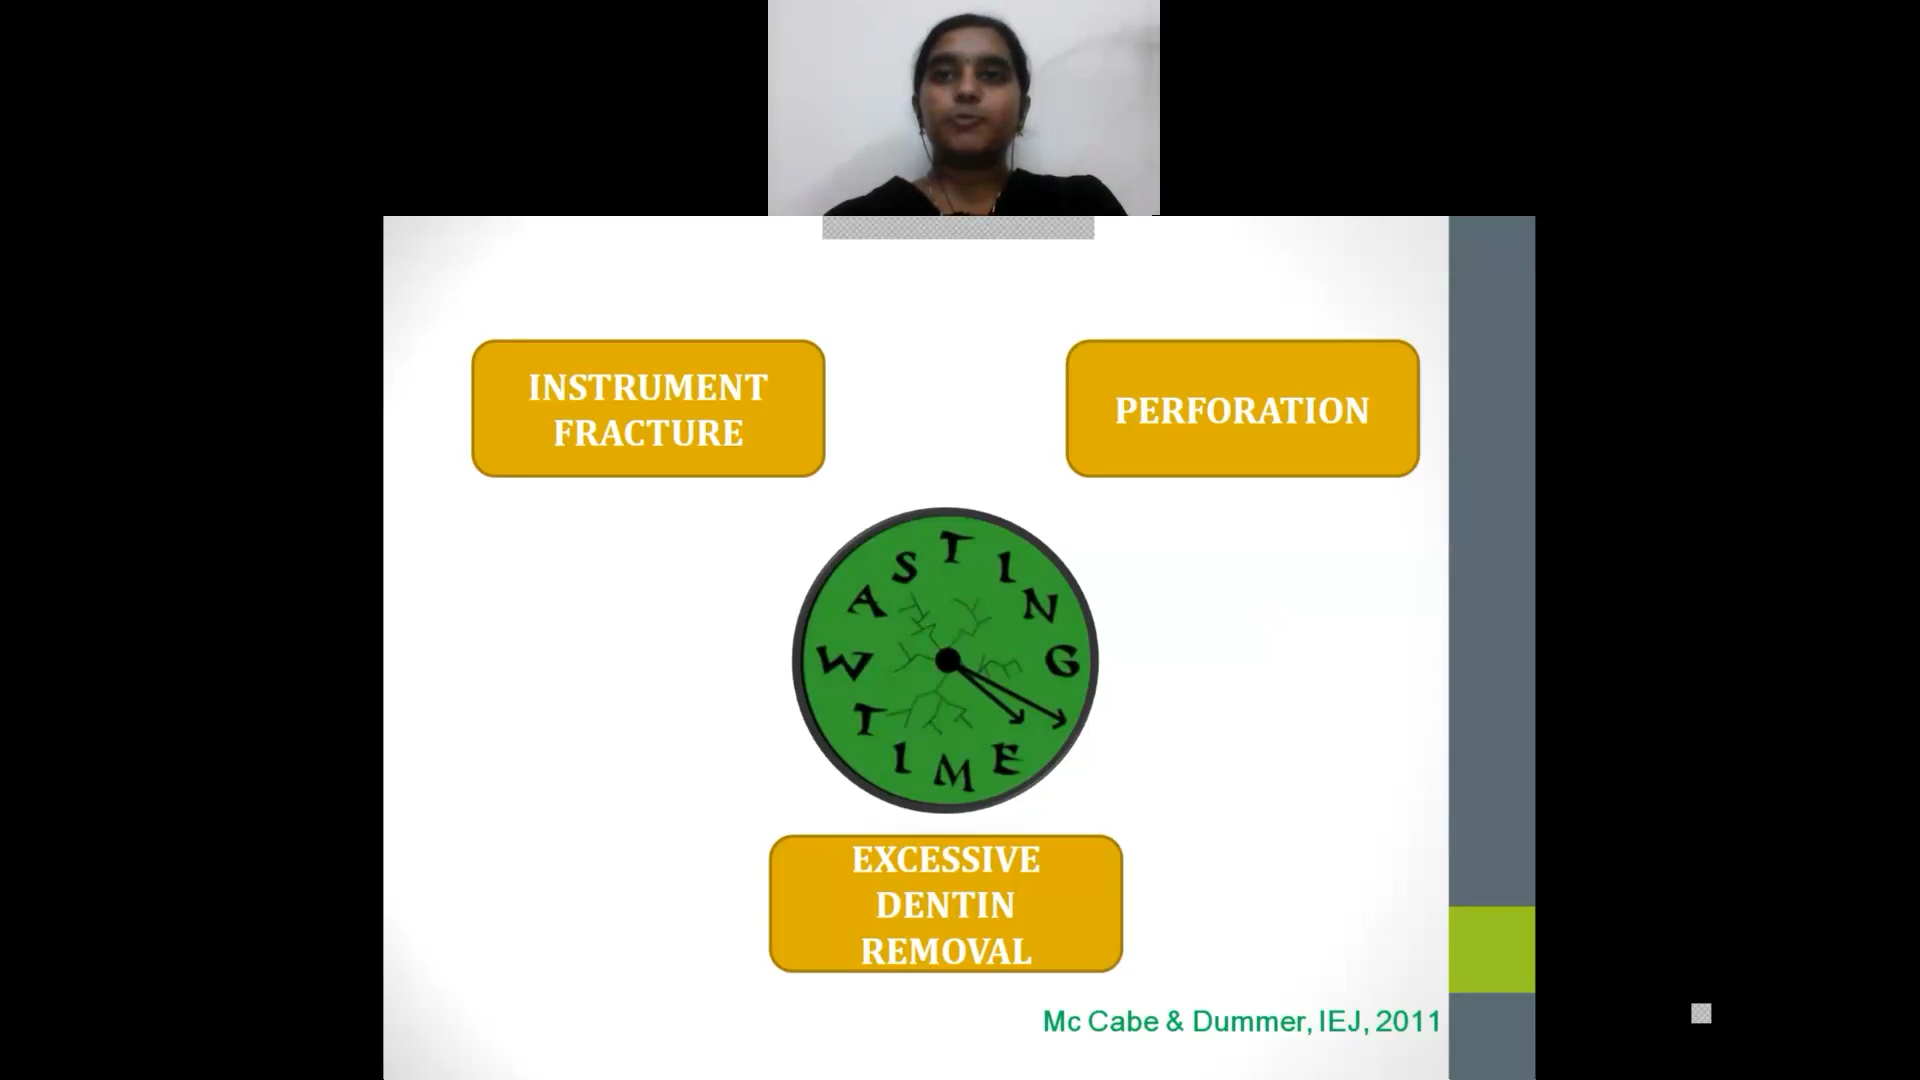 INSTRUMENT
FRACTURE
PERFORATION
WASTING
TIME
EXCESSIVE
DENTIN
REMOVAL
Mc Cabe & Dummer, IEJ, 2011